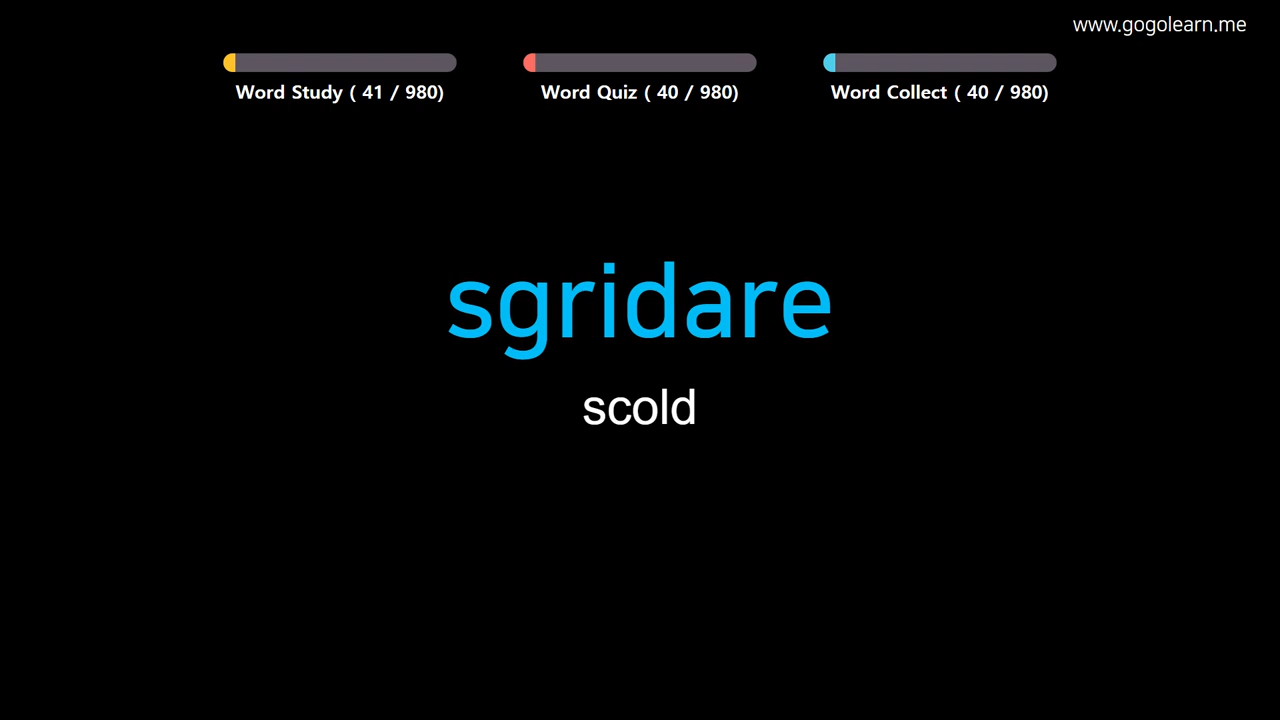 www.gogolearn.me
Word Study ( 41 / 980)
Word Quiz ( 40 / 980)
Word Collect ( 40 / 980)
sgridare
scold